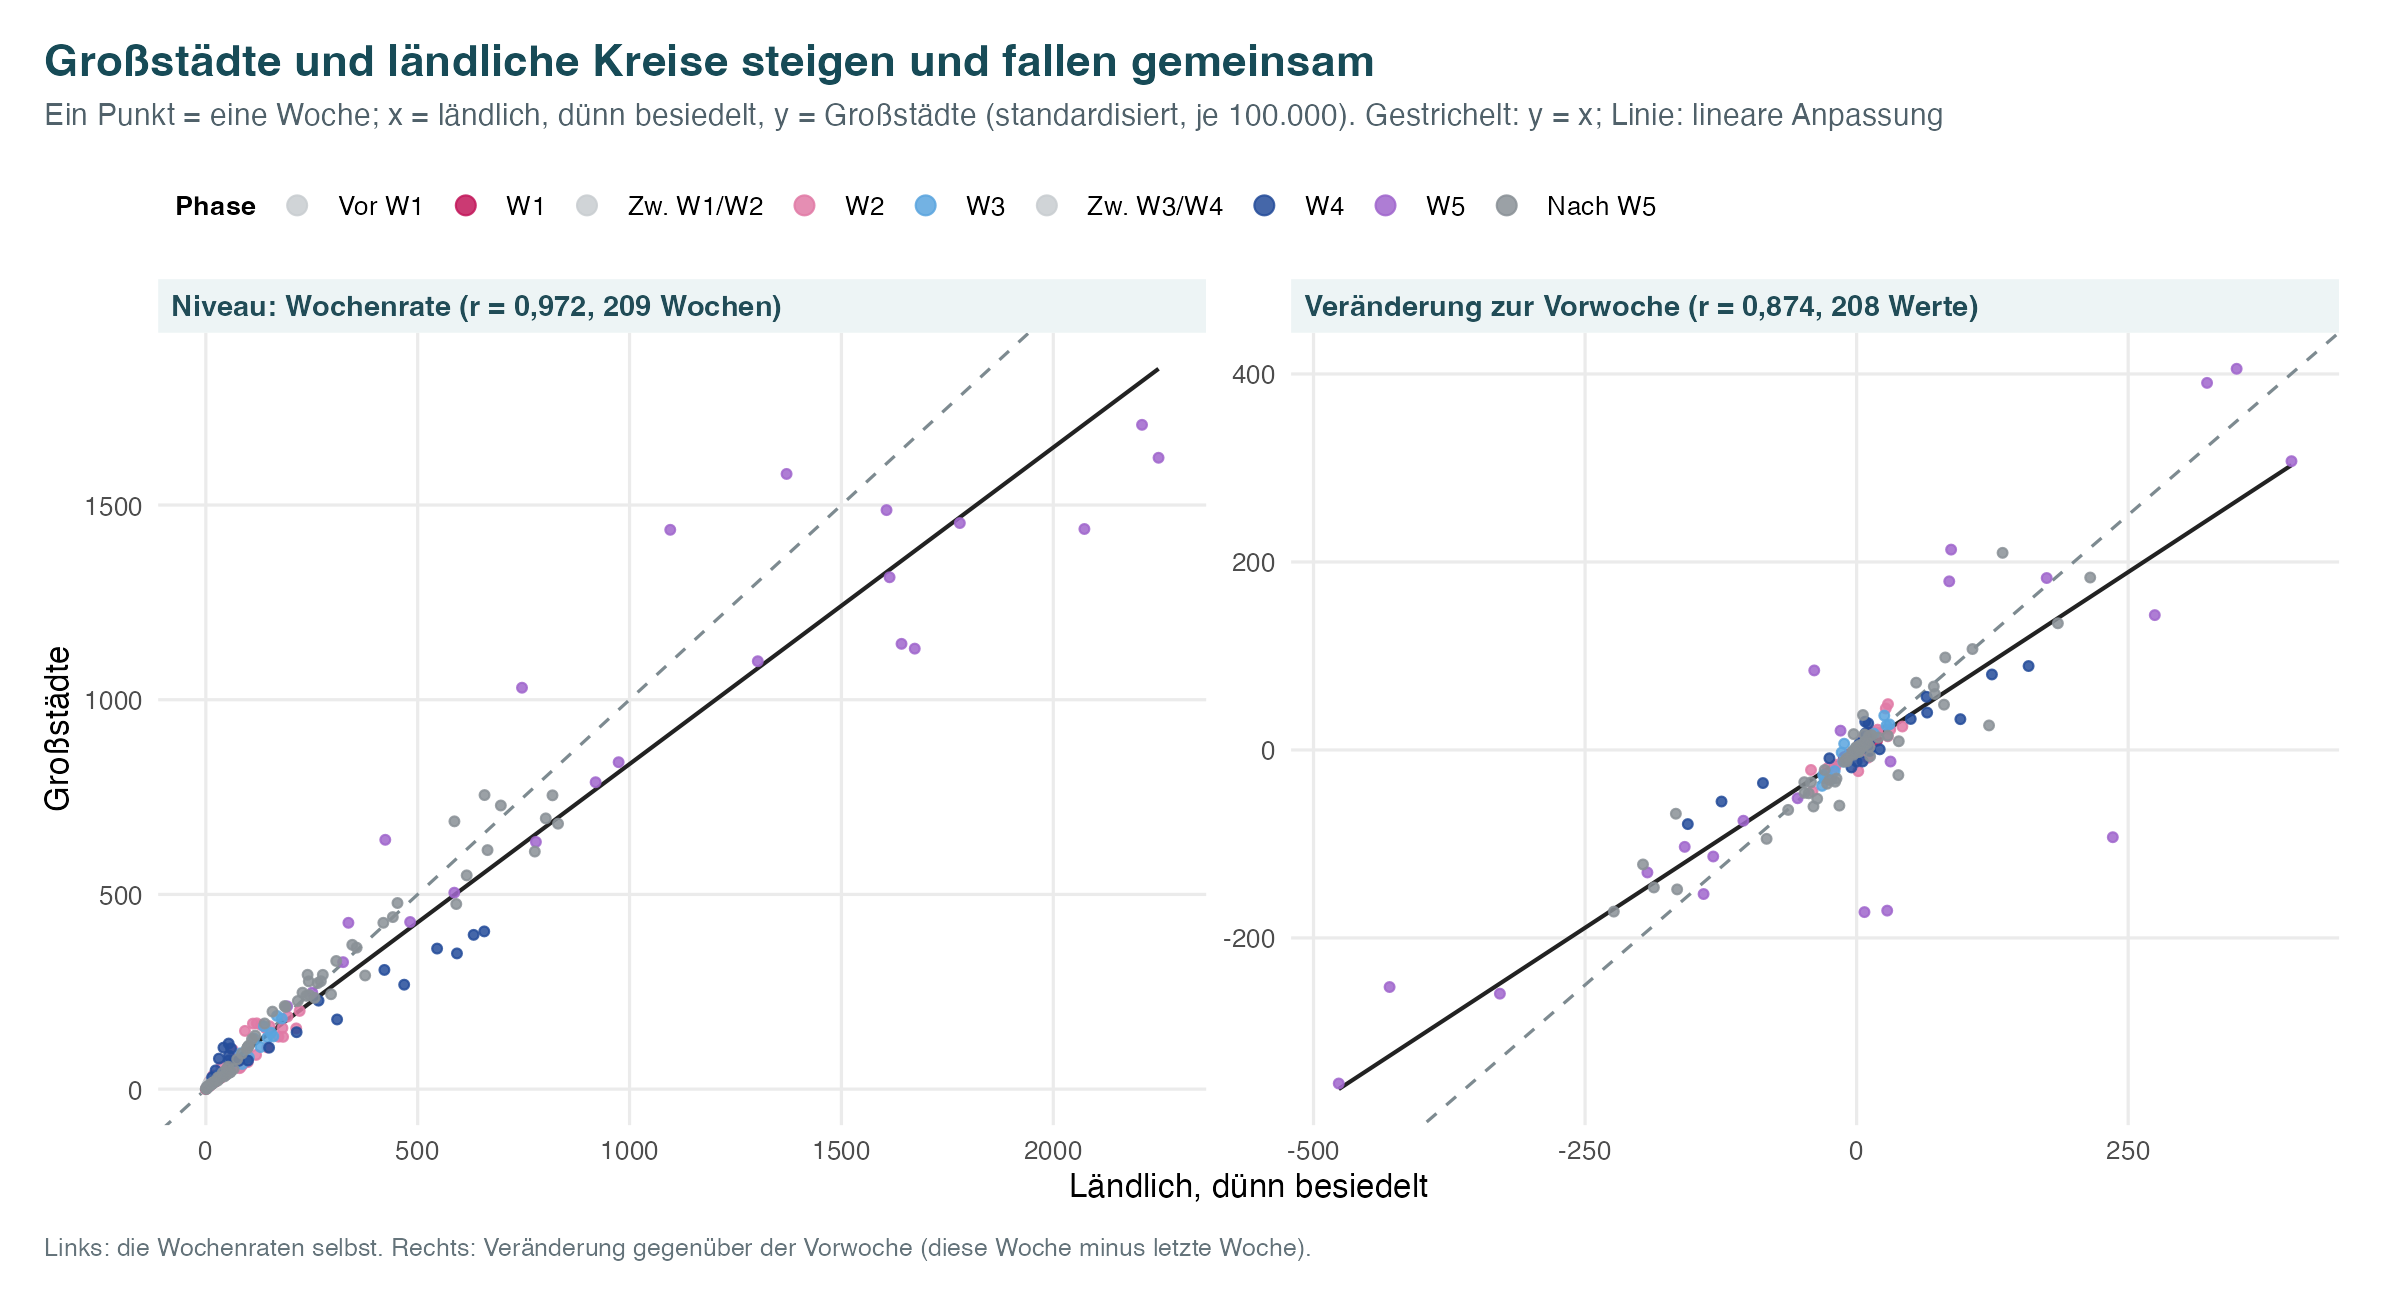 Großstädte und ländliche Kreise steigen und fallen gemeinsam
Ein Punkt = eine Woche; x = ländlich, dünn besiedelt, y = Großstädte (standardisiert, je 100.000). Gestrichelt: y = x; Linie: lineare Anpassung
Phase Vor W1 W1 Zw. W1/W2 W2 W3 Zw. W3/W4 W4 W5 Nach W5
Niveau: Wochenrate (r = 0,972, 209 Wochen)
Veränderung zur Vorwoche (r = 0,874, 208 Werte)
Großstädte
1500
1000
500
0
0 500 1000 1500 2000
400
200
0
-200
-500 -250 0 250
Ländlich, dünn besiedelt
Links: die Wochenraten selbst. Rechts: Veränderung gegenüber der Vorwoche (diese Woche minus letzte Woche).